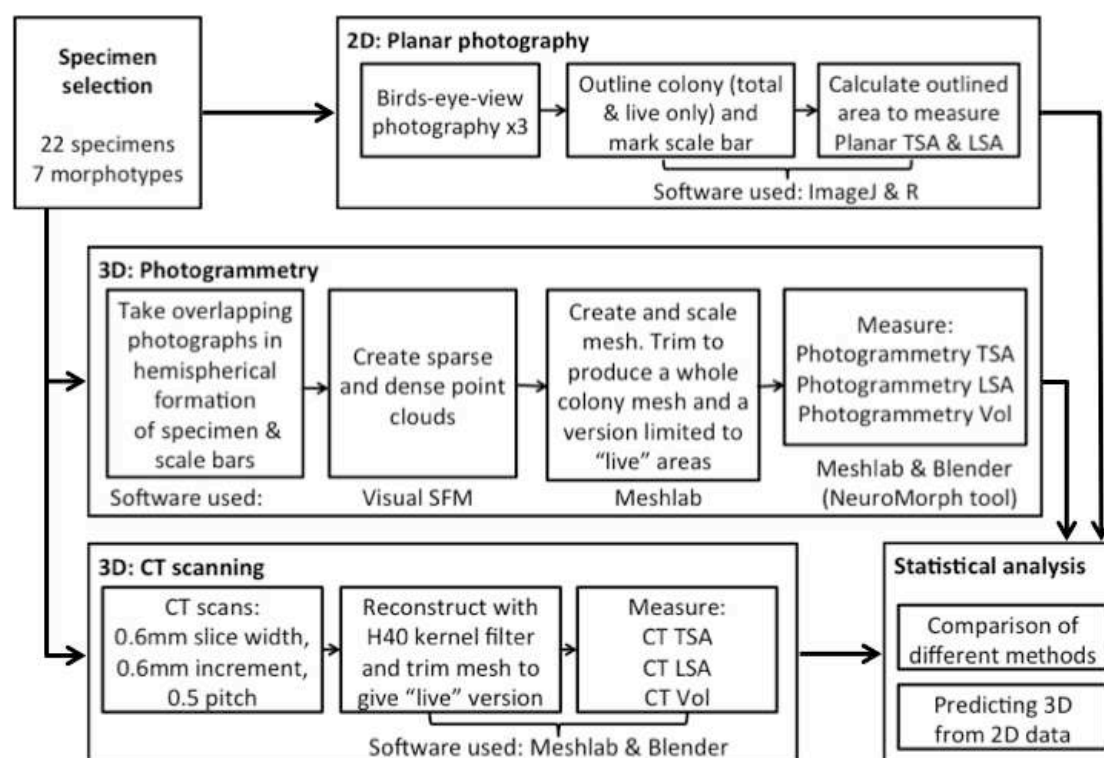 Specimen
selection
22 specimens
7 morphotypes
2D: Planar photography
Birds-eye-view
photography x3
Outline colony (total
& live only) and
mark scale bar
Calculate outlined
area to measure
Planar TSA & LSA
Software used: ImageJ & R
3D: Photogrammetry
Take overlapping
photographs in
hemispherical
formation
of specimen &
scale bars
Create sparse
and dense point
clouds
Create and scale
mesh. Trim to
produce a whole
colony mesh and a
version limited to
“live” areas
Measure:
Photogrammetry TSA
Photogrammetry LSA
Photogrammetry Vol
Software used:
Visual SFM
Meshlab
Meshlab & Blender
(NeuroMorph tool)
3D: CT scanning
CT scans:
0.6mm slice width,
0.6mm increment,
0.5 pitch
Reconstruct with
H40 kernel filter
and trim mesh to
give “live” version
Measure:
CT TSA
CT LSA
CT Vol
Software used: Meshlab & Blender
Statistical analysis
Comparison of
different methods
Predicting 3D
from 2D data